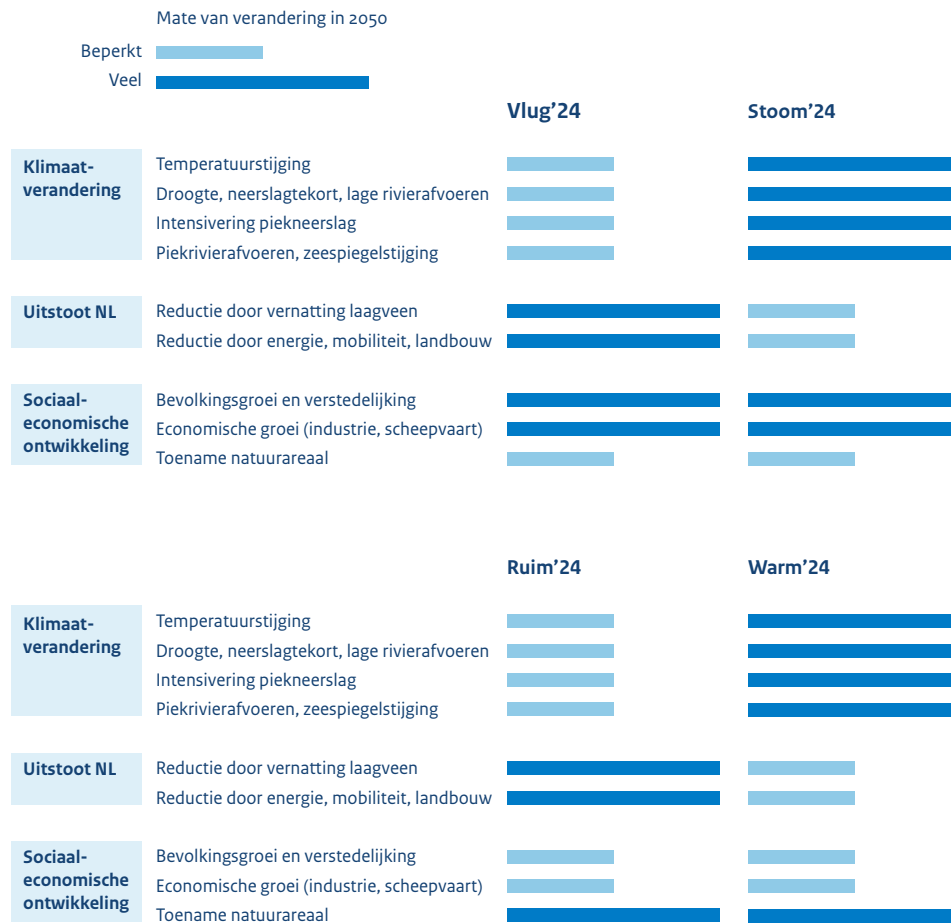 Mate van verandering in 2050
Beperkt
Veel
Vlug’24
Stoom’24
Klimaat-
verandering
Temperatuurstijging
Droogte, neerslagtekort, lage rivierafvoeren
Intensivering piekneerslag
Piekrivierafvoeren, zeespiegelstijging
Uitstoot NL
Reductie door vernatting laagveen
Reductie door energie, mobiliteit, landbouw
Sociaal-
economische
ontwikkeling
Bevolkingsgroei en verstedelijking
Economische groei (industrie, scheepvaart)
Toename natuurareaal
Ruim’24
Warm’24
Klimaat-
verandering
Temperatuurstijging
Droogte, neerslagtekort, lage rivierafvoeren
Intensivering piekneerslag
Piekrivierafvoeren, zeespiegelstijging
Uitstoot NL
Reductie door vernatting laagveen
Reductie door energie, mobiliteit, landbouw
Sociaal-
economische
ontwikkeling
Bevolkingsgroei en verstedelijking
Economische groei (industrie, scheepvaart)
Toename natuurareaal